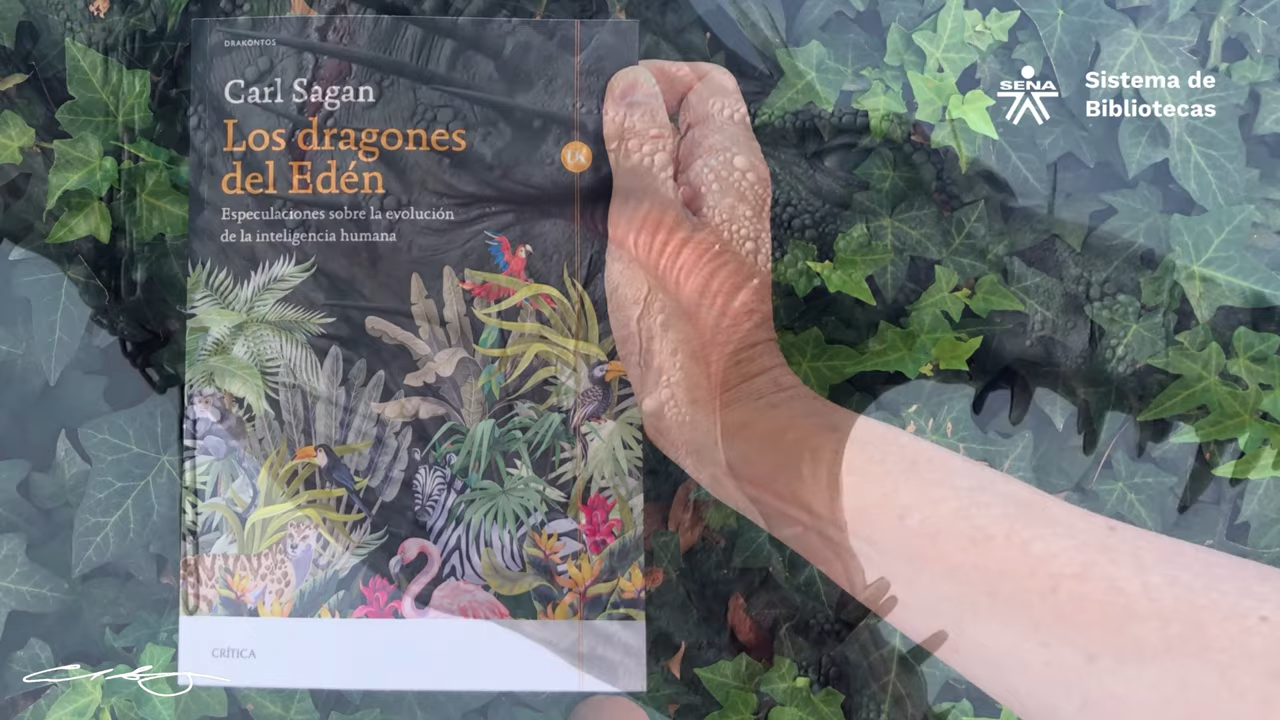 DRAKONTOS
Carl Sagan
Los dragones
del Edén
Especulaciones sobre la evolución
de la inteligencia humana
DK
CRÍTICA
SENA
Sistema de
Bibliotecas